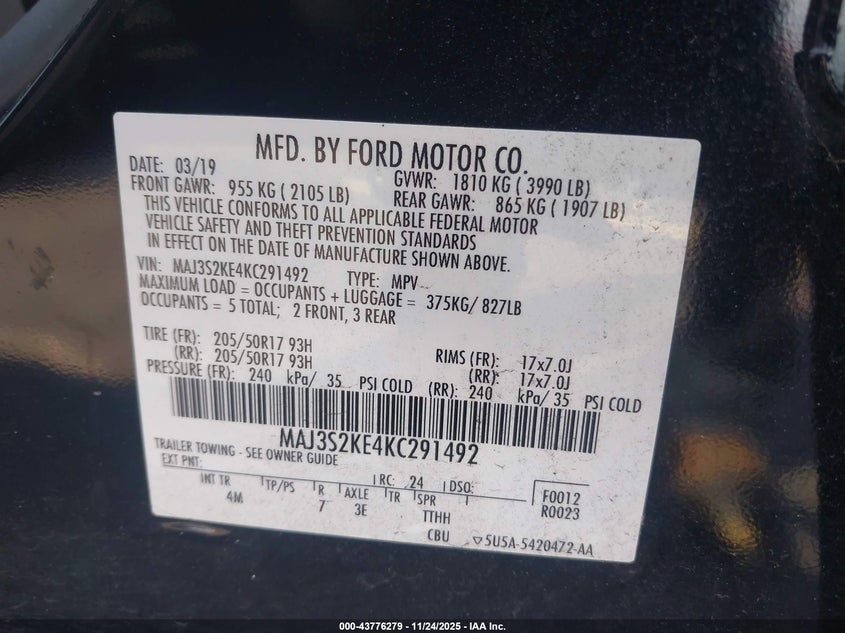 MFD. BY FORD MOTOR CO.
DATE: 03/19 GVWR: 1810 KG ( 3990 LB)
FRONT GAWR: 955 KG ( 2105 LB) REAR GAWR: 865 KG ( 1907 LB)
THIS VEHICLE CONFORMS TO ALL APPLICABLE FEDERAL MOTOR
VEHICLE SAFETY AND THEFT PREVENTION STANDARDS
IN EFFECT ON THE DATE OF MANUFACTURE SHOWN ABOVE.
VIN: MAJ3S2KE4KC291492 TYPE: MPV
MAXIMUM LOAD = OCCUPANTS + LUGGAGE = 375KG/ 827LB
OCCUPANTS = 5 TOTAL; 2 FRONT, 3 REAR
TIRE (FR): 205/50R17 93H RIMS (FR): 17x7.0J
(RR): 205/50R17 93H (RR): 17x7.0J
PRESSURE (FR): 240 kPa/ 35 PSI COLD (RR): 240 kPa/ 35 PSI COLD
MAJ3S2KE4KC291492
TRAILER TOWING - SEE OWNER GUIDE
EXT PNT: RC: 24 DSO: F0012
INT TR TP/PS R AXLE TR SPR R0023
4M 7 3E TTHH
CBU ▽5U5A-5420472-AA
000-43776279 - 11/24/2025 - IAA Inc.